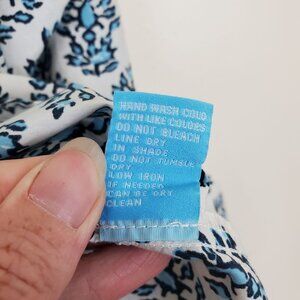 HAND WASH COLD
WITH LIKE COLORS
DO NOT BLEACH
LINE DRY
IN SHADE
DO NOT TUMBLE
DRY
LOW IRON
IF NEEDED
CAN BE DRY
CLEAN